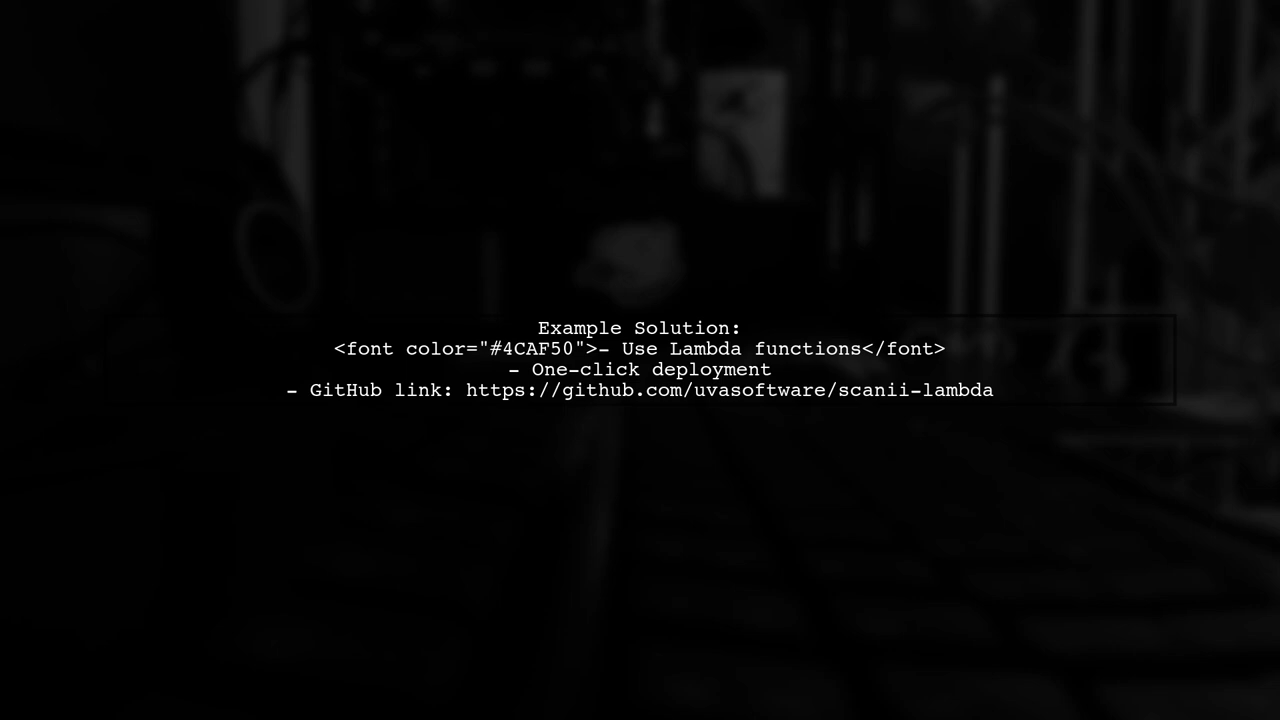 Example Solution:
<font color="#4CAF50">- Use Lambda functions</font>
- One-click deployment
- GitHub link: https://github.com/uvasoftware/scanii-lambda